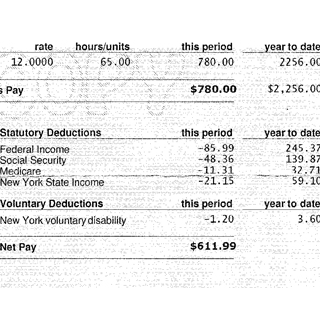 rate hours/units this period year to date
12.0000 65.00 780.00 2256.00
s Pay $780.00 $2,256.00
Statutory Deductions this period year to date
Federal Income -85.99 245.37
Social Security -48.36 139.87
Medicare -11.31 32.71
New York State Income -21.15 59.10
Voluntary Deductions this period year to date
New York voluntary disability -1.20 3.60
Net Pay $611.99